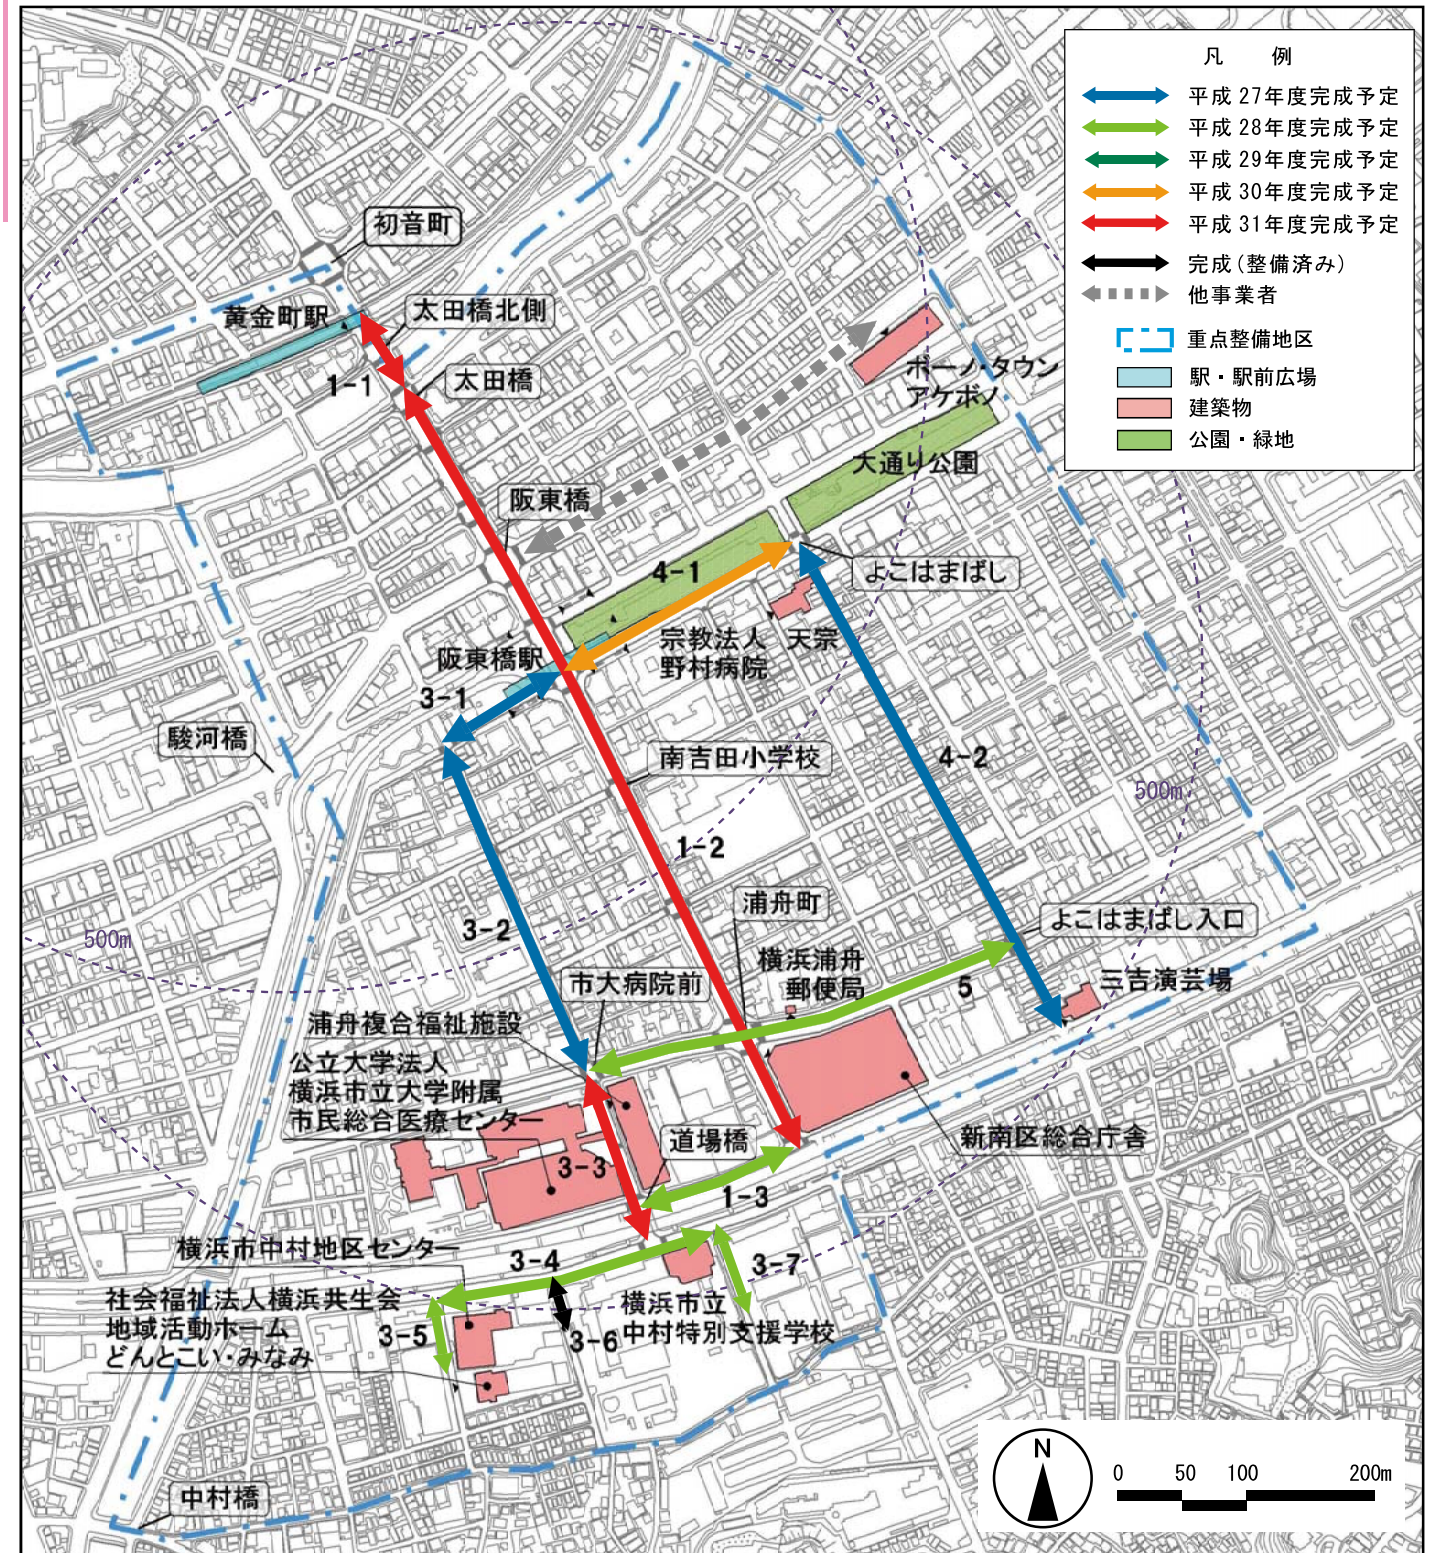 凡 例
平成27年度完成予定
平成28年度完成予定
平成29年度完成予定
平成30年度完成予定
平成31年度完成予定
完成(整備済み)
他事業者
重点整備地区
駅・駅前広場
建築物
公園・緑地
初音町
黄金町駅
太田橋北側
1-1
太田橋
ボーノ・タウン
アケボノ
大通り公園
阪東橋
4-1
よこはまばし
宗教法人 天宗
野村病院
阪東橋駅
3-1
駿河橋
南吉田小学校
4-2
500m
1-2
浦舟町
3-2
500m
よこはまばし入口
横浜浦舟
郵便局
5
三吉演芸場
市大病院前
浦舟複合福祉施設
公立大学法人
横浜市立大学附属
市民総合医療センター
道場橋
新南区総合庁舎
3-3
1-3
横浜市中村地区センター
3-4
3-7
社会福祉法人横浜共生会
地域活動ホーム
どんとこい・みなみ
3-5
3-6
横浜市立
中村特別支援学校
中村橋
N
0 50 100 200m